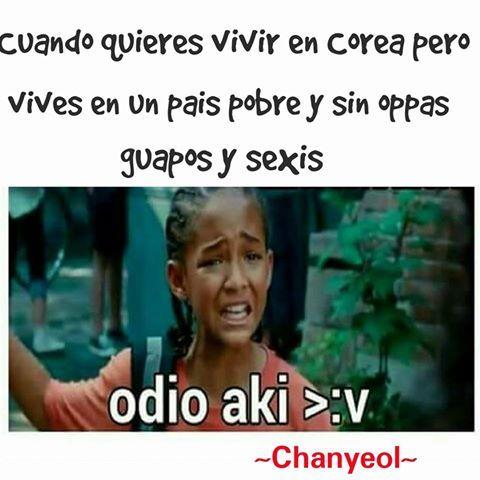 cuando quieres vivir en corea pero
vives en un pais pobre y sin oppas
guapos y sexis
odio aki >:v
~Chanyeol~